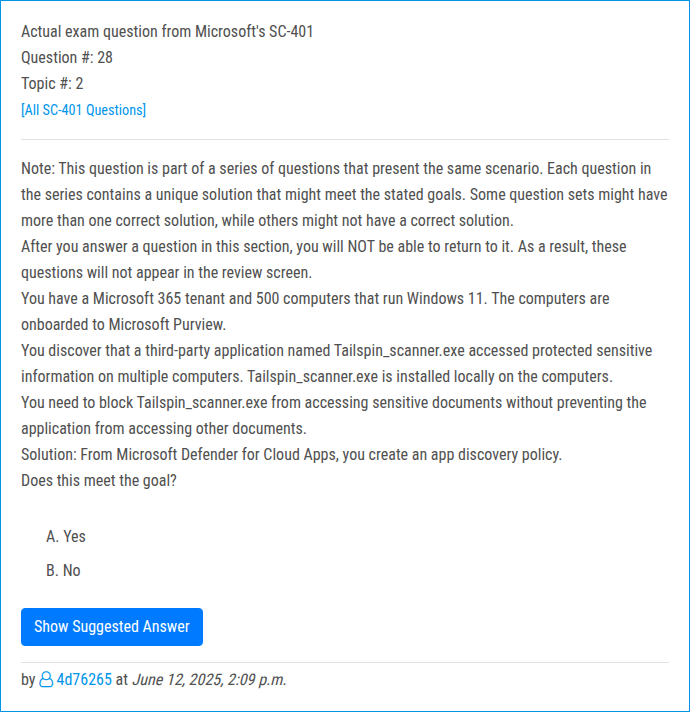 Actual exam question from Microsoft's SC-401
Question #: 28
Topic #: 2
[All SC-401 Questions]
Note: This question is part of a series of questions that present the same scenario. Each question in
the series contains a unique solution that might meet the stated goals. Some question sets might have
more than one correct solution, while others might not have a correct solution.
After you answer a question in this section, you will NOT be able to return to it. As a result, these
questions will not appear in the review screen.
You have a Microsoft 365 tenant and 500 computers that run Windows 11. The computers are
onboarded to Microsoft Purview.
You discover that a third-party application named Tailspin_scanner.exe accessed protected sensitive
information on multiple computers. Tailspin_scanner.exe is installed locally on the computers.
You need to block Tailspin_scanner.exe from accessing sensitive documents without preventing the
application from accessing other documents.
Solution: From Microsoft Defender for Cloud Apps, you create an app discovery policy.
Does this meet the goal?
A. Yes
B. No
Show Suggested Answer
by 4d76265 at June 12, 2025, 2:09 p.m.